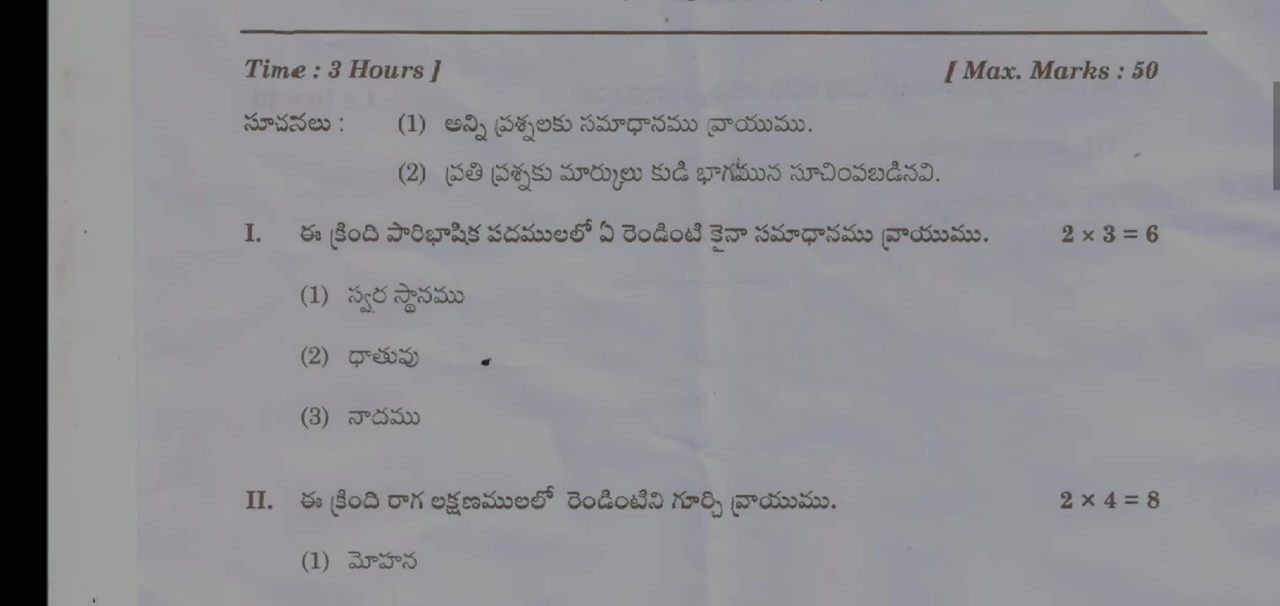 Time : 3 Hours ] [ Max. Marks : 50
సూచనలు : (1) అన్ని ప్రశ్నలకు సమాధానము వ్రాయుము.
(2) ప్రతి ప్రశ్నకు మార్కులు కుడి భాగమున సూచింపబడినవి.
I. ఈ క్రింది పారిభాషిక పదములలో ఏ రెండింటి కైనా సమాధానము వ్రాయుము. 2 × 3 = 6
(1) స్వర స్థానము
(2) ధాతువు
(3) నాదము
II. ఈ క్రింది రాగ లక్షణములలో రెండింటిని గూర్చి వ్రాయుము. 2 × 4 = 8
(1) మోహన